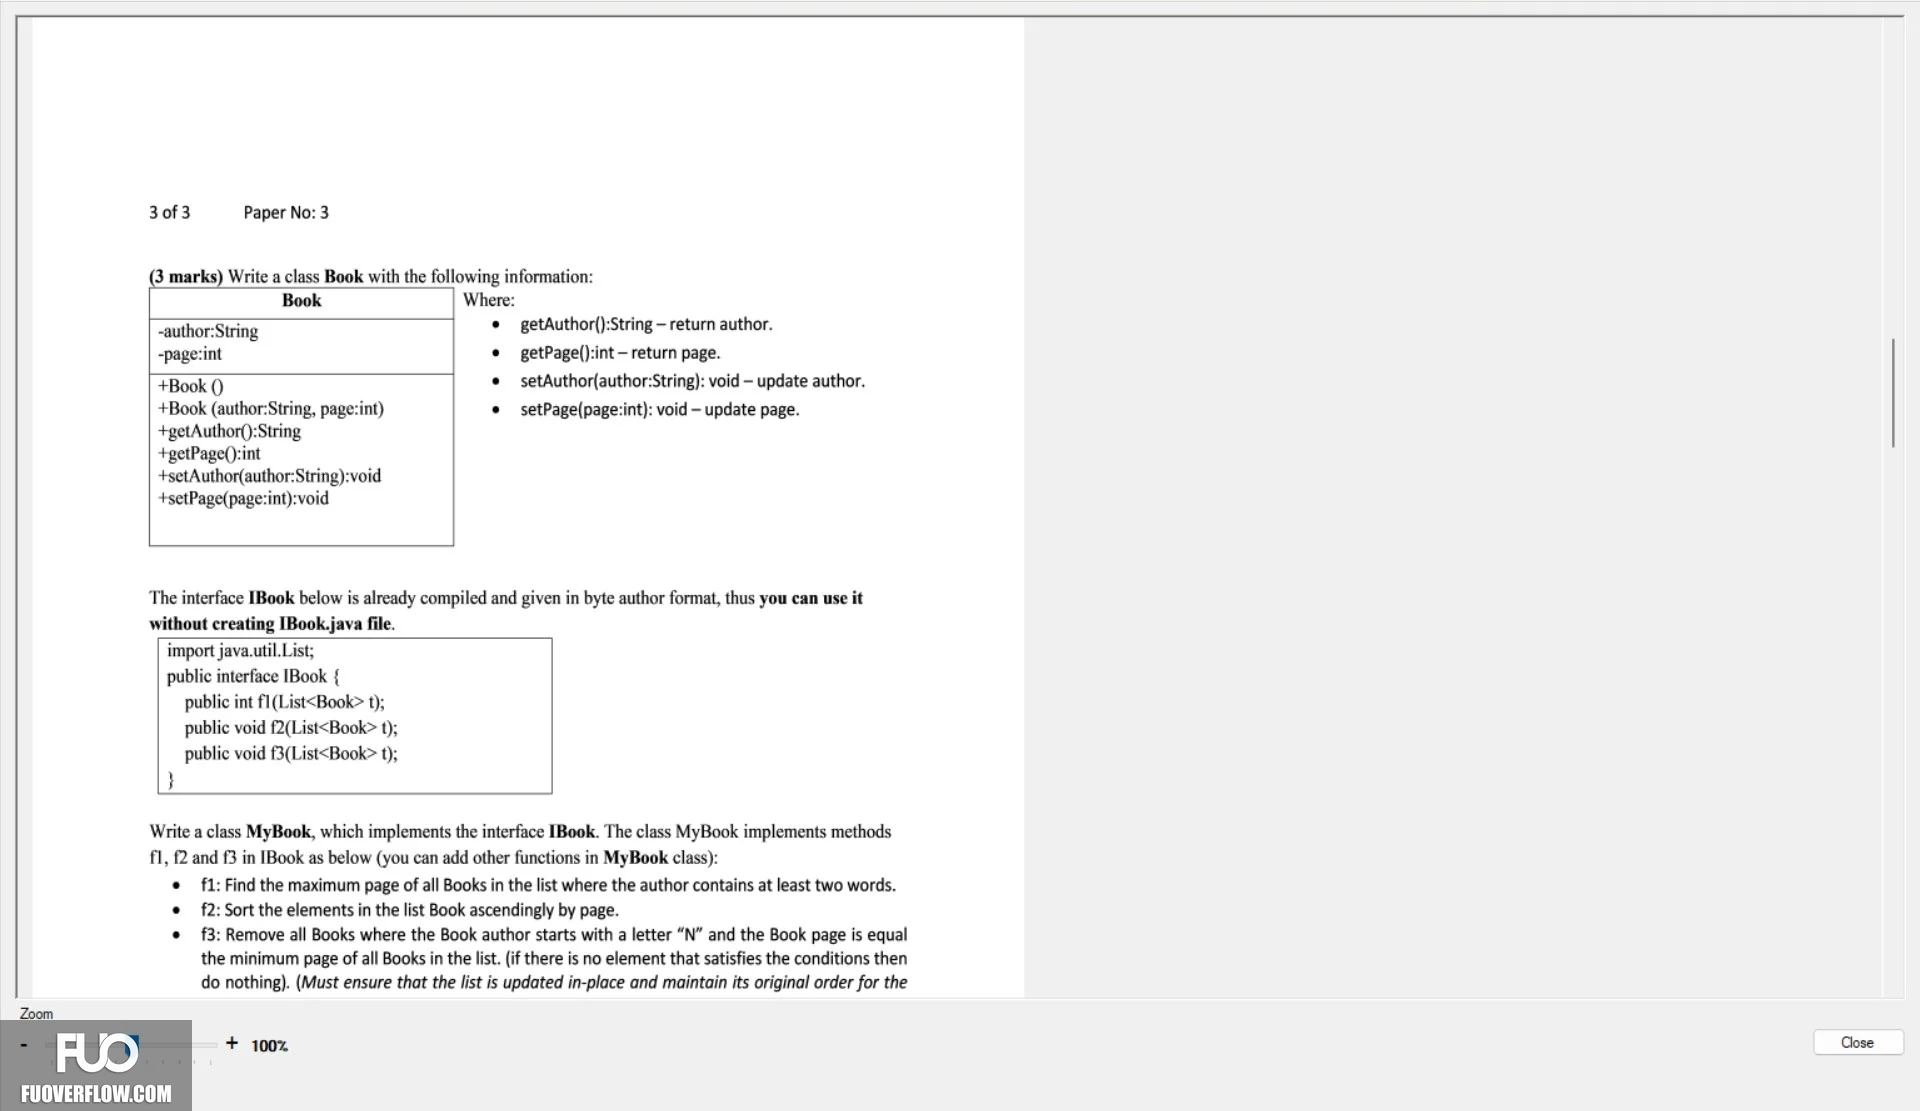 3 of 3 Paper No: 3
(3 marks) Write a class Book with the following information:
Book
-author:String
-page:int
+Book ()
+Book (author:String, page:int)
+getAuthor():String
+getPage():int
+setAuthor(author:String):void
+setPage(page:int):void
Where:
• getAuthor():String – return author.
• getPage():int – return page.
• setAuthor(author:String): void – update author.
• setPage(page:int): void – update page.
The interface IBook below is already compiled and given in byte author format, thus you can use it
without creating IBook.java file.
import java.util.List;
public interface IBook {
public int f1(List<Book> t);
public void f2(List<Book> t);
public void f3(List<Book> t);
}
Write a class MyBook, which implements the interface IBook. The class MyBook implements methods
f1, f2 and f3 in IBook as below (you can add other functions in MyBook class):
• f1: Find the maximum page of all Books in the list where the author contains at least two words.
• f2: Sort the elements in the list Book ascendingly by page.
• f3: Remove all Books where the Book author starts with a letter “N” and the Book page is equal
the minimum page of all Books in the list. (if there is no element that satisfies the conditions then
do nothing). (Must ensure that the list is updated in-place and maintain its original order for the
Zoom
- + 100%
Close
FUO
FUOVERFLOW.COM